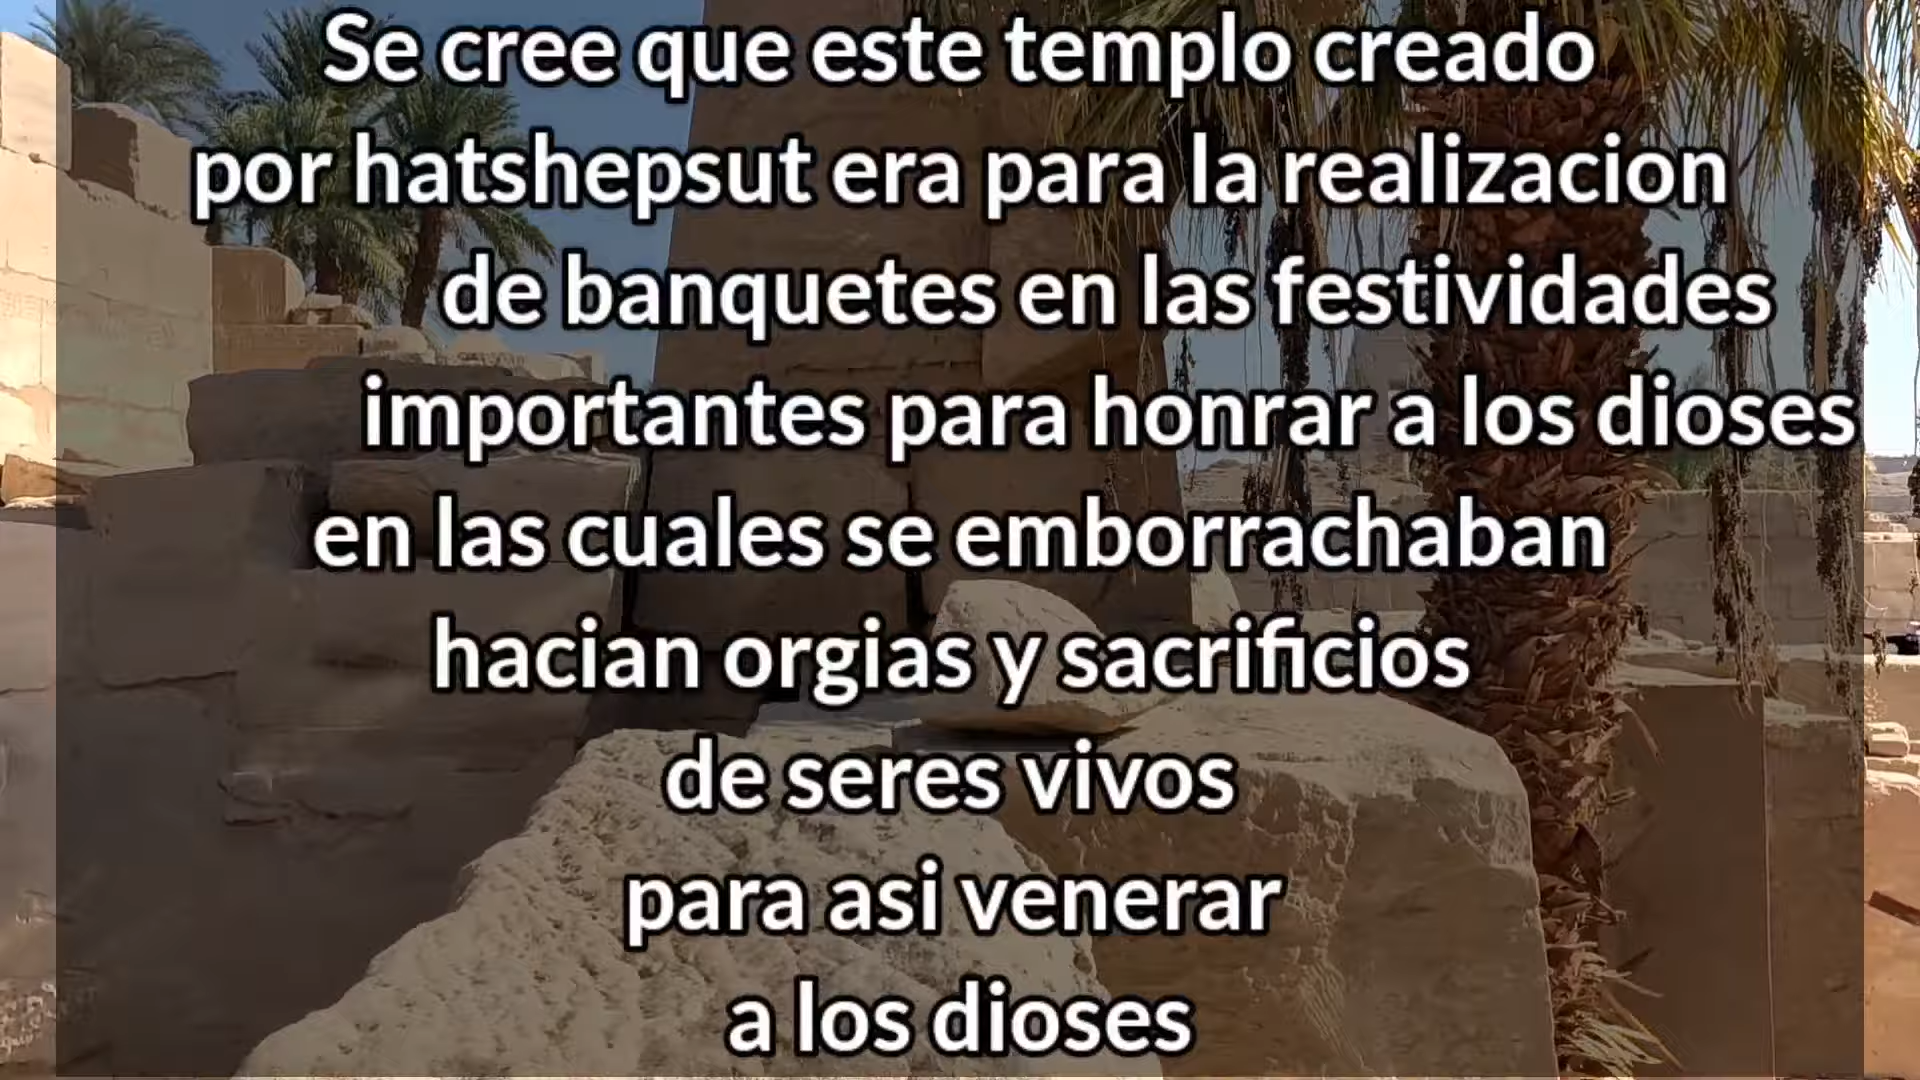 Se cree que este templo creado
por hatshepsut era para la realizacion
de banquetes en las festividades
importantes para honrar a los dioses
en las cuales se emborrachaban
hacian orgias y sacrificios
de seres vivos
para asi venerar
a los dioses